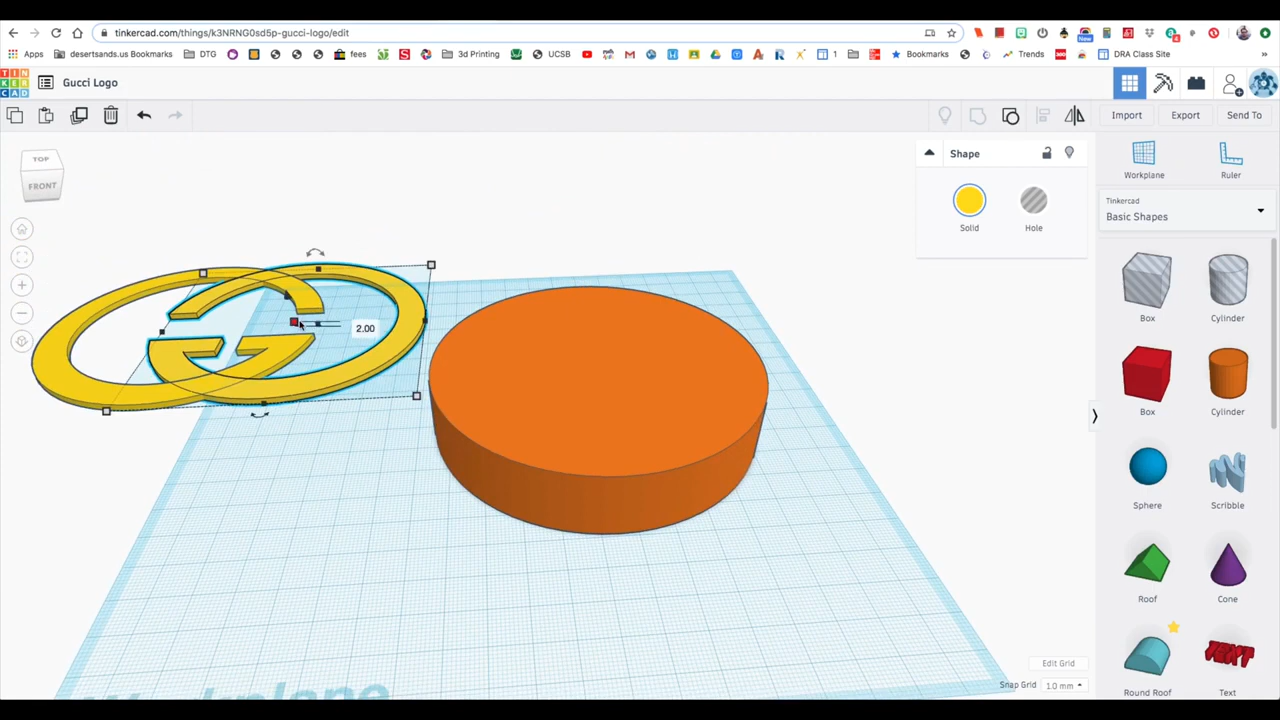 tinkercad.com/things/k3NRNG0sd5p-gucci-logo/edit
Apps desertsands.us Bookmarks DTG fees 3d Printing UCSB 1 Bookmarks Trends DRA Class Site »
TIN KER CAD Gucci Logo
Import Export Send To
TOP
FRONT
Shape
Solid Hole
Workplane Ruler
Tinkercad
Basic Shapes
2.00
Box Cylinder
Box Cylinder
Sphere Scribble
Roof Cone
Round Roof Text
TEXT
Edit Grid
Snap Grid 1.0 mm
Workplane